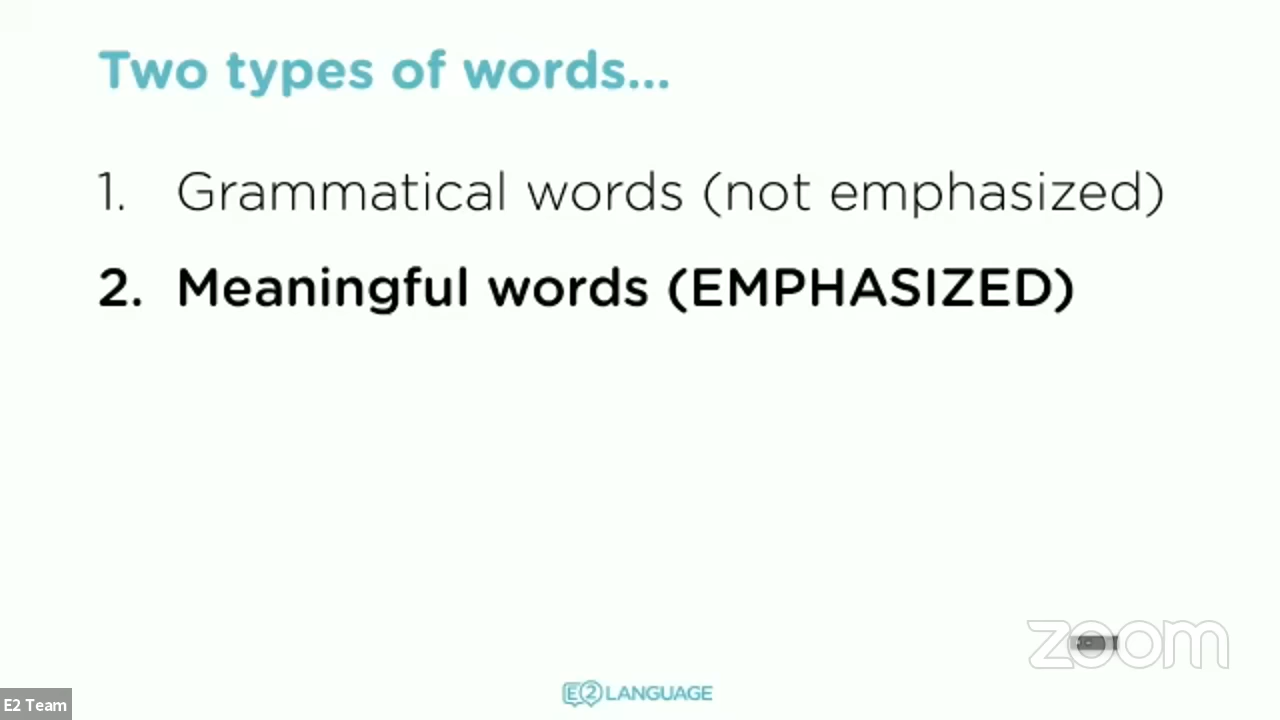 Two types of words...
1. Grammatical words (not emphasized)
2. Meaningful words (EMPHASIZED)
zoom
E2 LANGUAGE
E2 Team